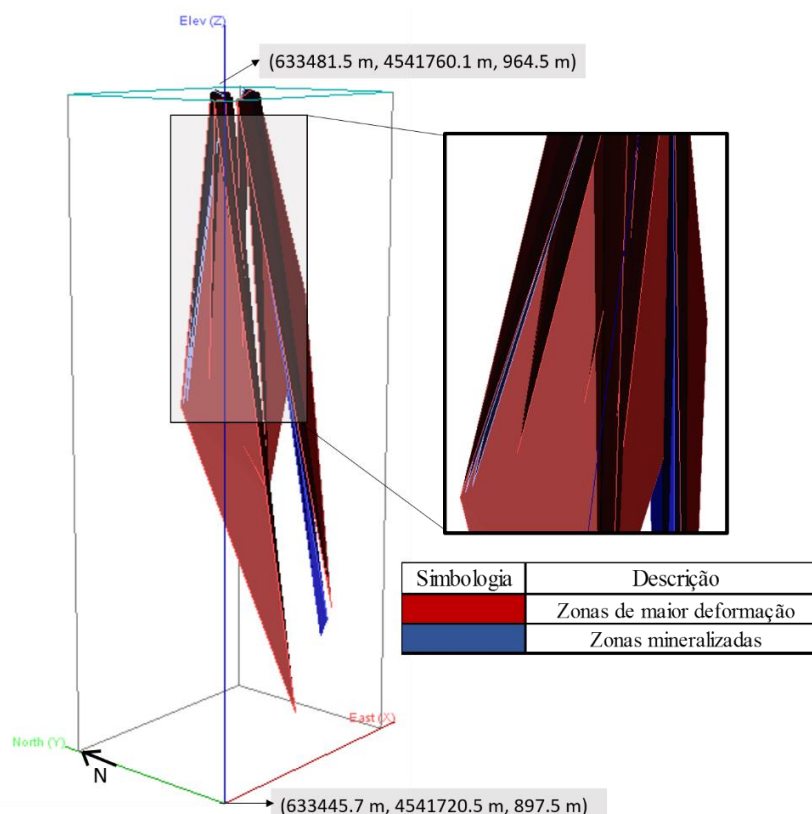 Elev (Z)
(633481.5 m, 4541760.1 m, 964.5 m)
Simbologia Descrição
Zonas de maior deformação
Zonas mineralizadas
East (X)
North (Y)
N
(633445.7 m, 4541720.5 m, 897.5 m)